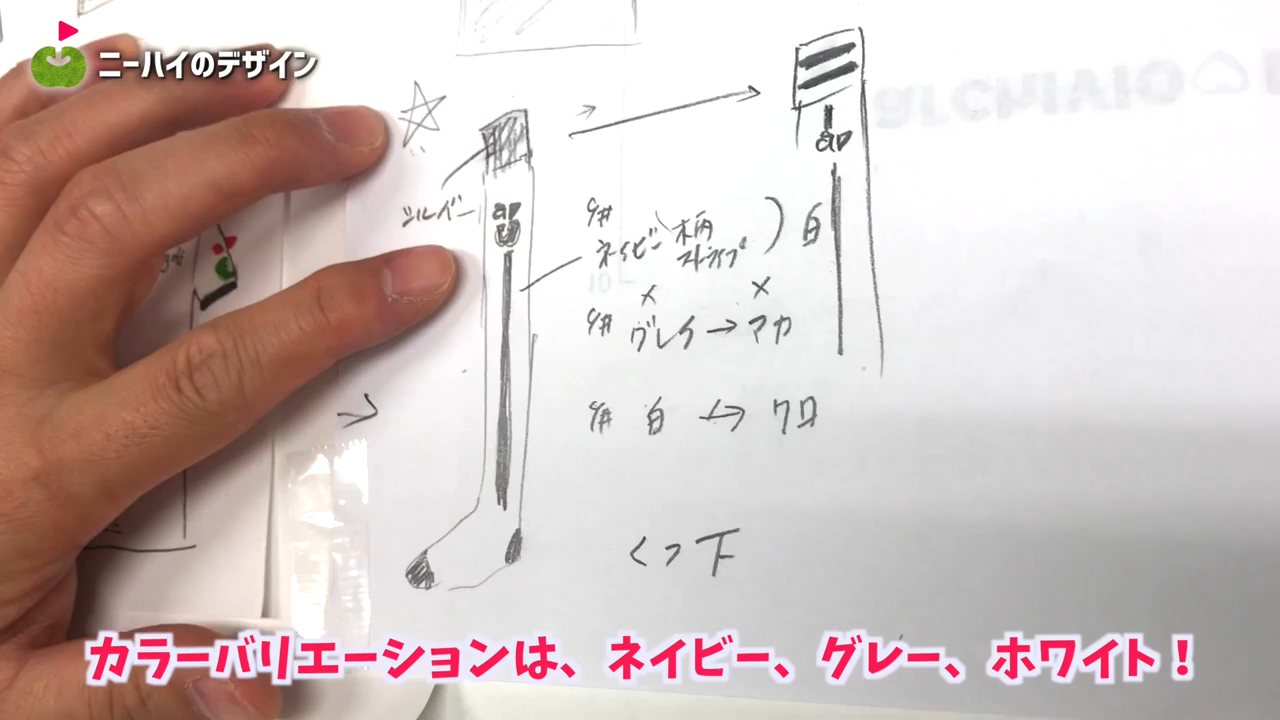 ニーハイのデザイン
シルバー
ap
ap
ネイビー 柄 ストライプ ) 白
× ×
グレイ → アカ
白 → クロ
くつ下
カラーバリエーションは、ネイビー、グレー、ホワイト！